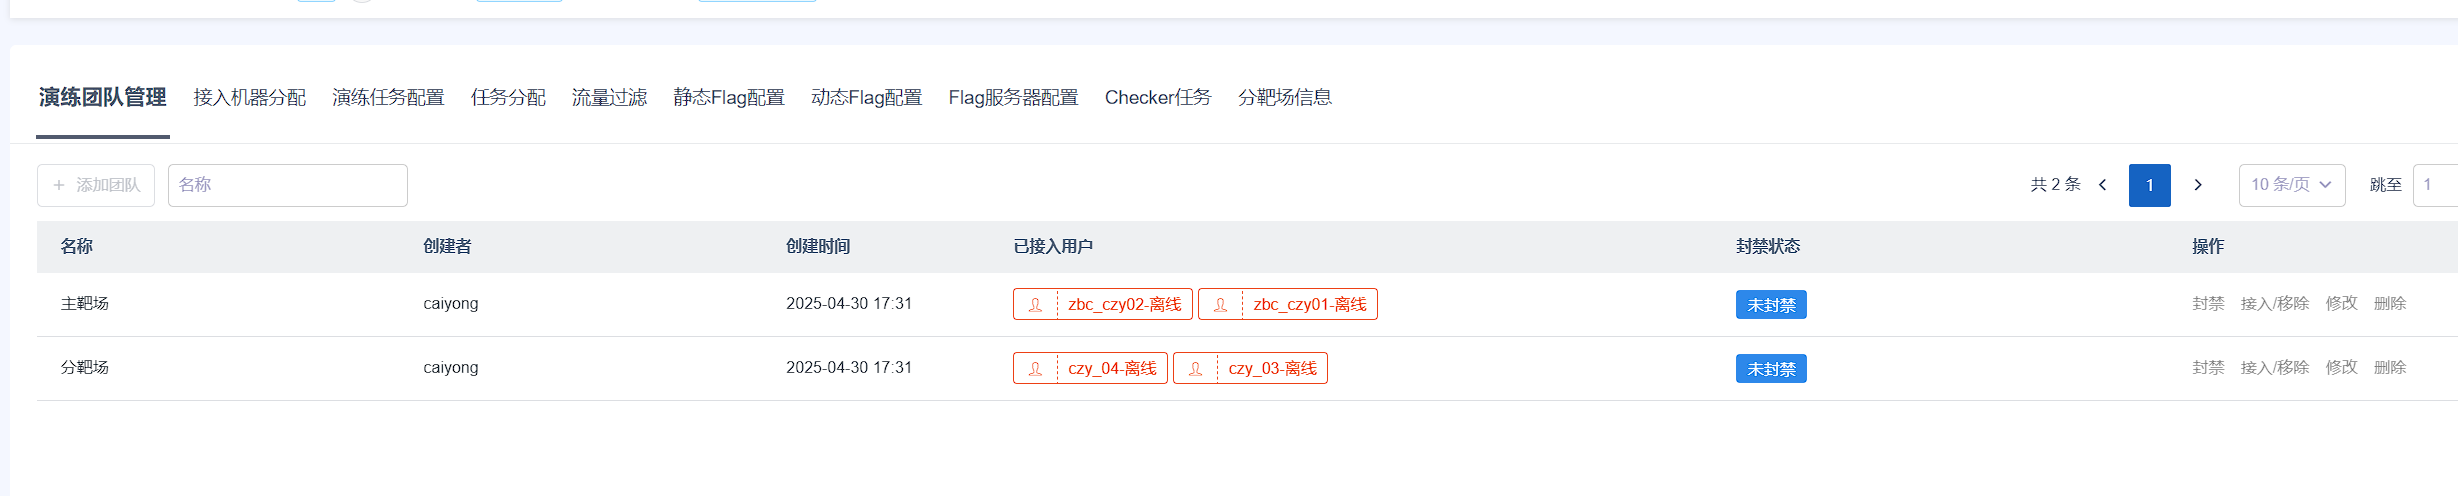 演练团队管理 接入机器分配 演练任务配置 任务分配 流量过滤 静态Flag配置 动态Flag配置 Flag服务器配置 Checker任务 分靶场信息
+ 添加团队 名称 共 2 条 < 1 > 10 条/页 跳至 1
名称 创建者 创建时间 已接入用户 封禁状态 操作
主靶场 caiyong 2025-04-30 17:31 zbc_czy02-离线 zbc_czy01-离线 未封禁 封禁 接入/移除 修改 删除
分靶场 caiyong 2025-04-30 17:31 czy_04-离线 czy_03-离线 未封禁 封禁 接入/移除 修改 删除